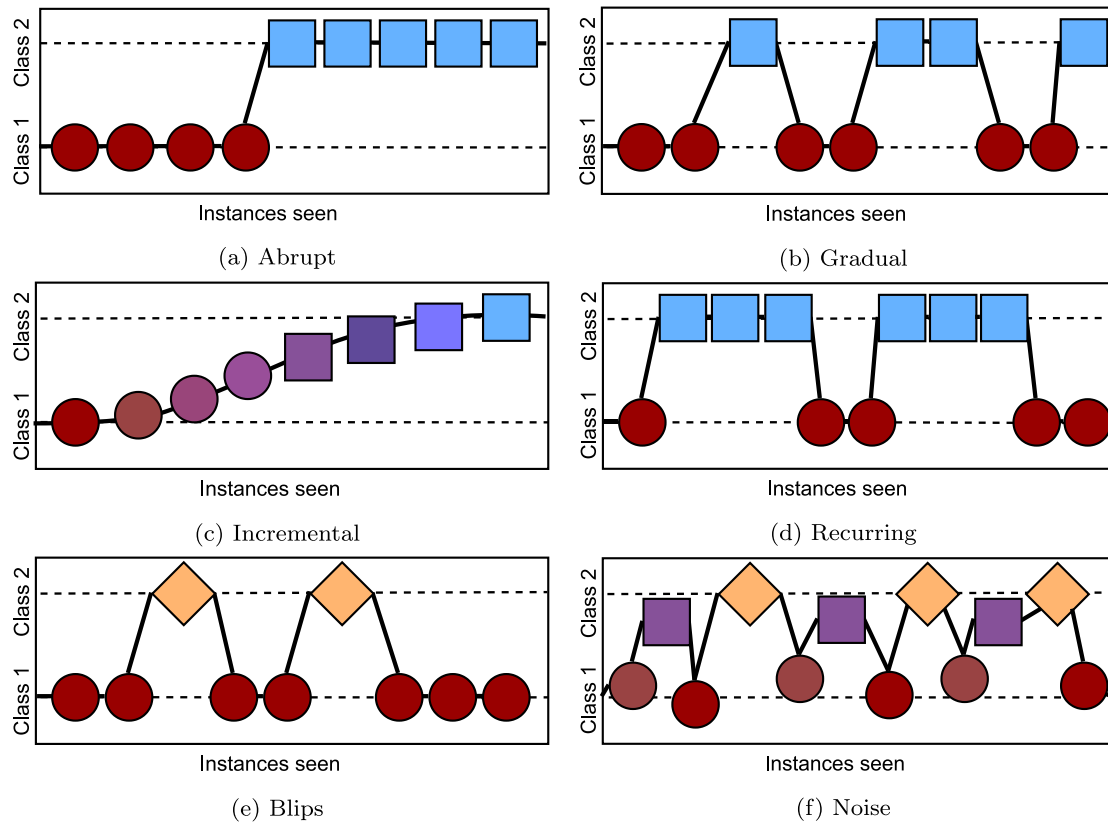 Class 2
Class 1
Instances seen
(a) Abrupt
Class 2
Class 1
Instances seen
(b) Gradual
Class 2
Class 1
Instances seen
(c) Incremental
Class 2
Class 1
Instances seen
(d) Recurring
Class 2
Class 1
Instances seen
(e) Blips
Class 2
Class 1
Instances seen
(f) Noise